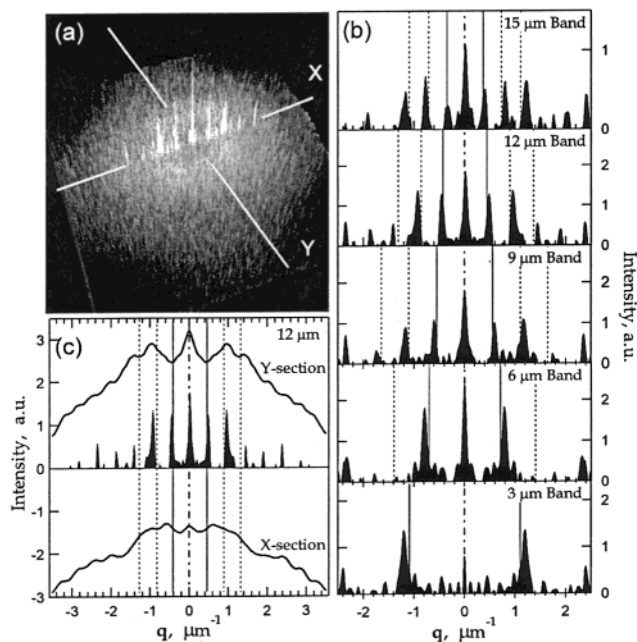 (a)
X
Y
(b)
15 µm Band
1
0
12 µm Band
2
1
0
9 µm Band
2
1
0
6 µm Band
2
1
0
3 µm Band
2
1
0
-2 -1 0 1 2
q, µm-1
Intensity, a.u.
(c)
12 µm
Y-section
X-section
3
2
1
0
-1
-2
-3
-3 -2 -1 0 1 2 3
q, µm-1
Intensity, a.u.